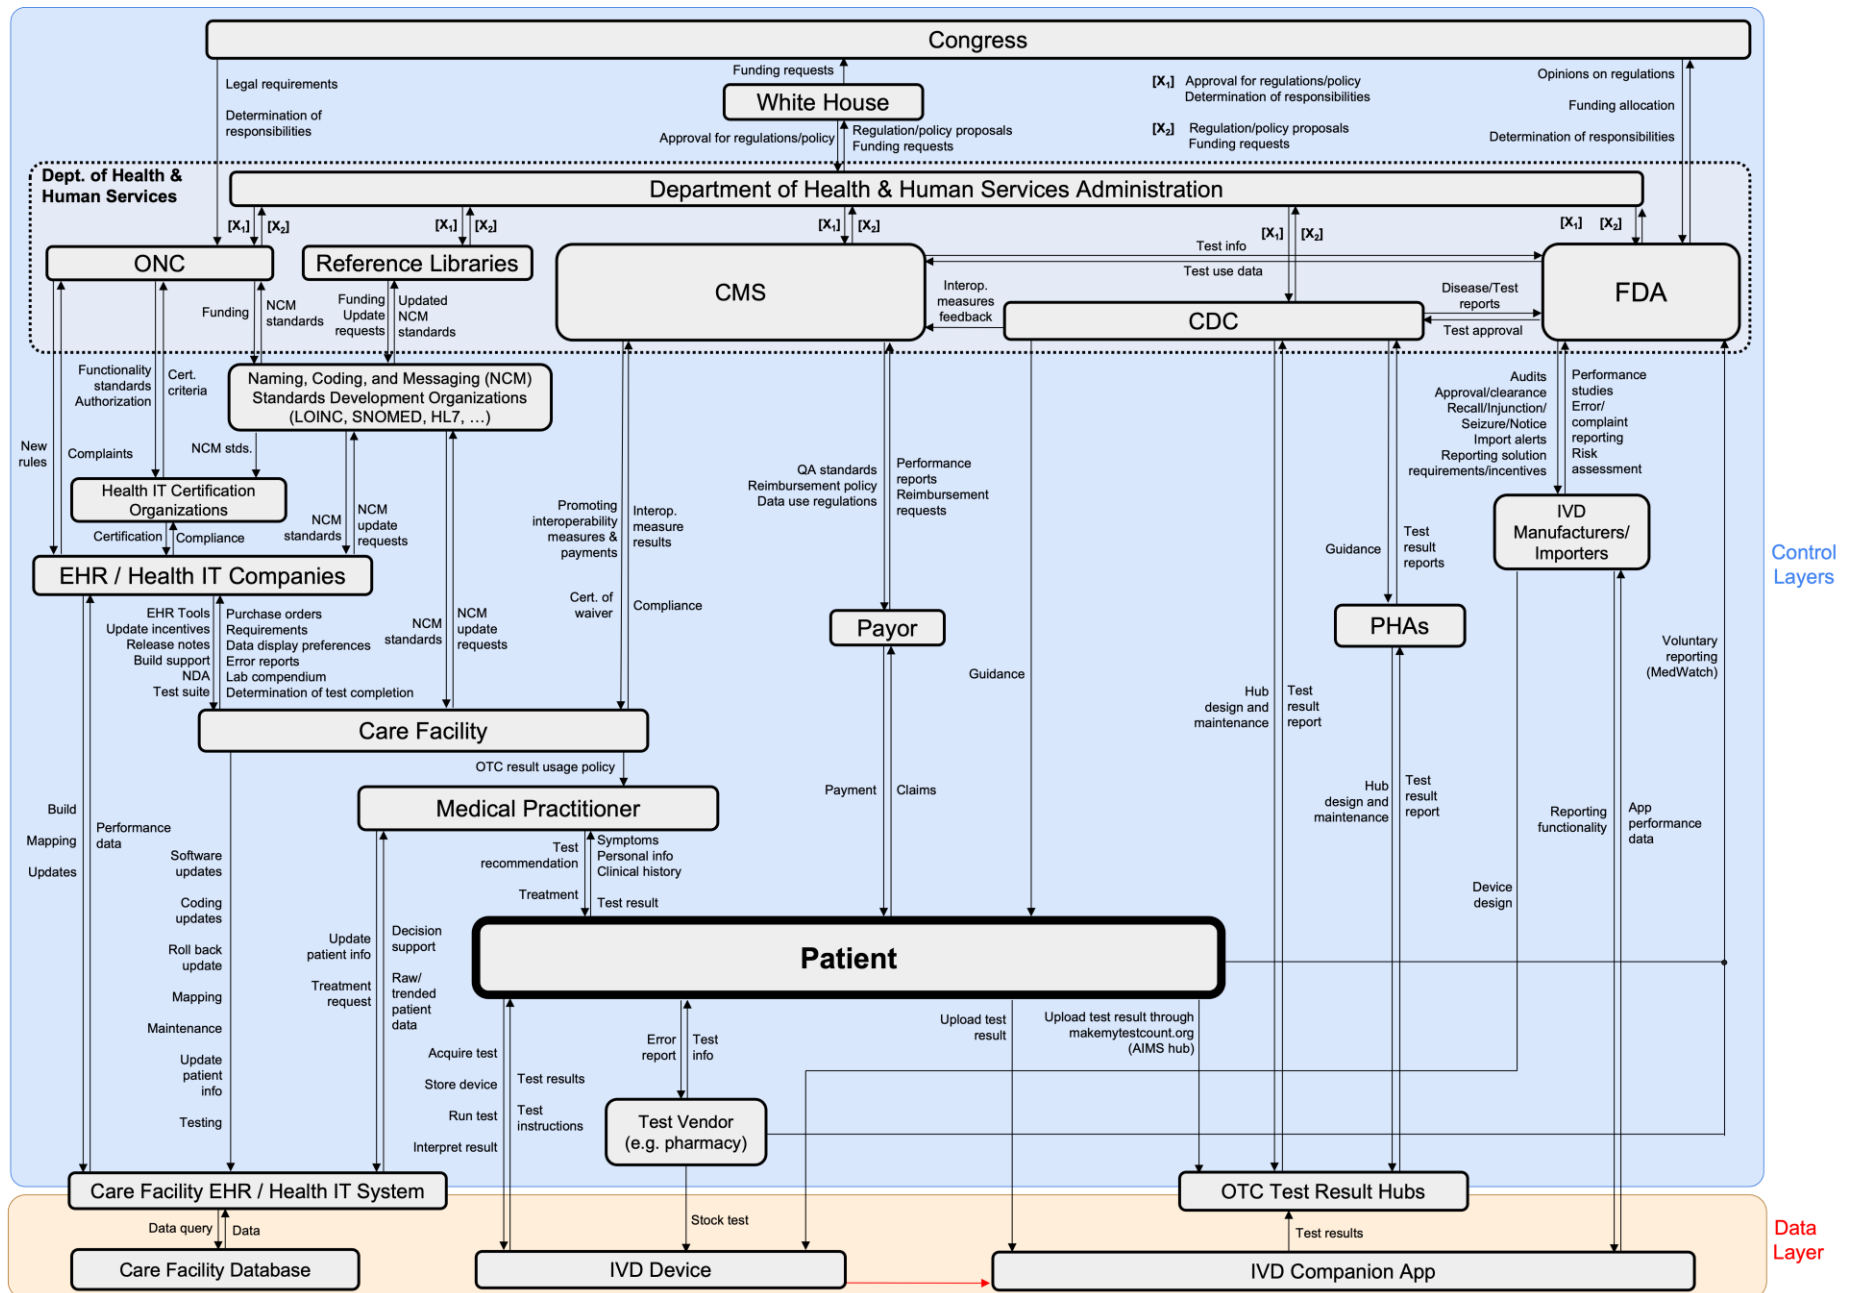 Congress
Legal requirements
Determination of
responsibilities
Funding requests
White House
Approval for regulations/policy
Regulation/policy proposals
Funding requests
[X₁] Approval for regulations/policy
Determination of responsibilities
[X₂] Regulation/policy proposals
Funding requests
Opinions on regulations
Funding allocation
Determination of responsibilities
Dept. of Health &
Human Services
Department of Health & Human Services Administration
[X₁] [X₂]
[X₁] [X₂]
[X₁] [X₂]
[X₁] [X₂]
[X₁] [X₂]
ONC
Reference Libraries
CMS
Test info
Test use data
Interop.
measures
feedback
CDC
Disease/Test
reports
Test approval
FDA
Funding
NCM
standards
Funding
Update
requests
Updated
NCM
standards
Functionality
standards
Authorization
Cert.
criteria
Naming, Coding, and Messaging (NCM)
Standards Development Organizations
(LOINC, SNOMED, HL7, …)
New
rules
Complaints
NCM stds.
Health IT Certification
Organizations
Certification
Compliance
NCM
standards
NCM
update
requests
EHR / Health IT Companies
EHR Tools
Update incentives
Release notes
Build support
NDA
Test suite
Purchase orders
Requirements
Data display preferences
Error reports
Lab compendium
Determination of test completion
NCM
standards
NCM
update
requests
Promoting
interoperability
measures &
payments
Cert. of
waiver
Interop.
measure
results
Compliance
QA standards
Reimbursement policy
Data use regulations
Performance
reports
Reimbursement
requests
Payor
Guidance
Guidance
Test
result
reports
PHAs
Audits
Approval/clearance
Recall/Injunction/
Seizure/Notice
Import alerts
Reporting solution
requirements/incentives
Performance
studies
Error/
complaint
reporting
Risk
assessment
IVD
Manufacturers/
Importers
Control
Layers
Voluntary
reporting
(MedWatch)
Care Facility
OTC result usage policy
Medical Practitioner
Hub
design and
maintenance
Test
result
report
Hub
design and
maintenance
Test
result
report
Payment
Claims
Reporting
functionality
App
performance
data
Build
Mapping
Updates
Performance
data
Software
updates
Coding
updates
Roll back
update
Mapping
Maintenance
Update
patient
info
Testing
Test
recommendation
Treatment
Symptoms
Personal info
Clinical history
Test result
Update
patient info
Treatment
request
Decision
support
Raw/
trended
patient
data
Device
design
Patient
Acquire test
Store device
Run test
Interpret result
Test results
Test
instructions
Error
report
Test
info
Upload test
result
Upload test result through
makemytestcount.org
(AIMS hub)
Test Vendor
(e.g. pharmacy)
Care Facility EHR / Health IT System
OTC Test Result Hubs
Data query
Data
Stock test
Test results
Data
Layer
Care Facility Database
IVD Device
IVD Companion App